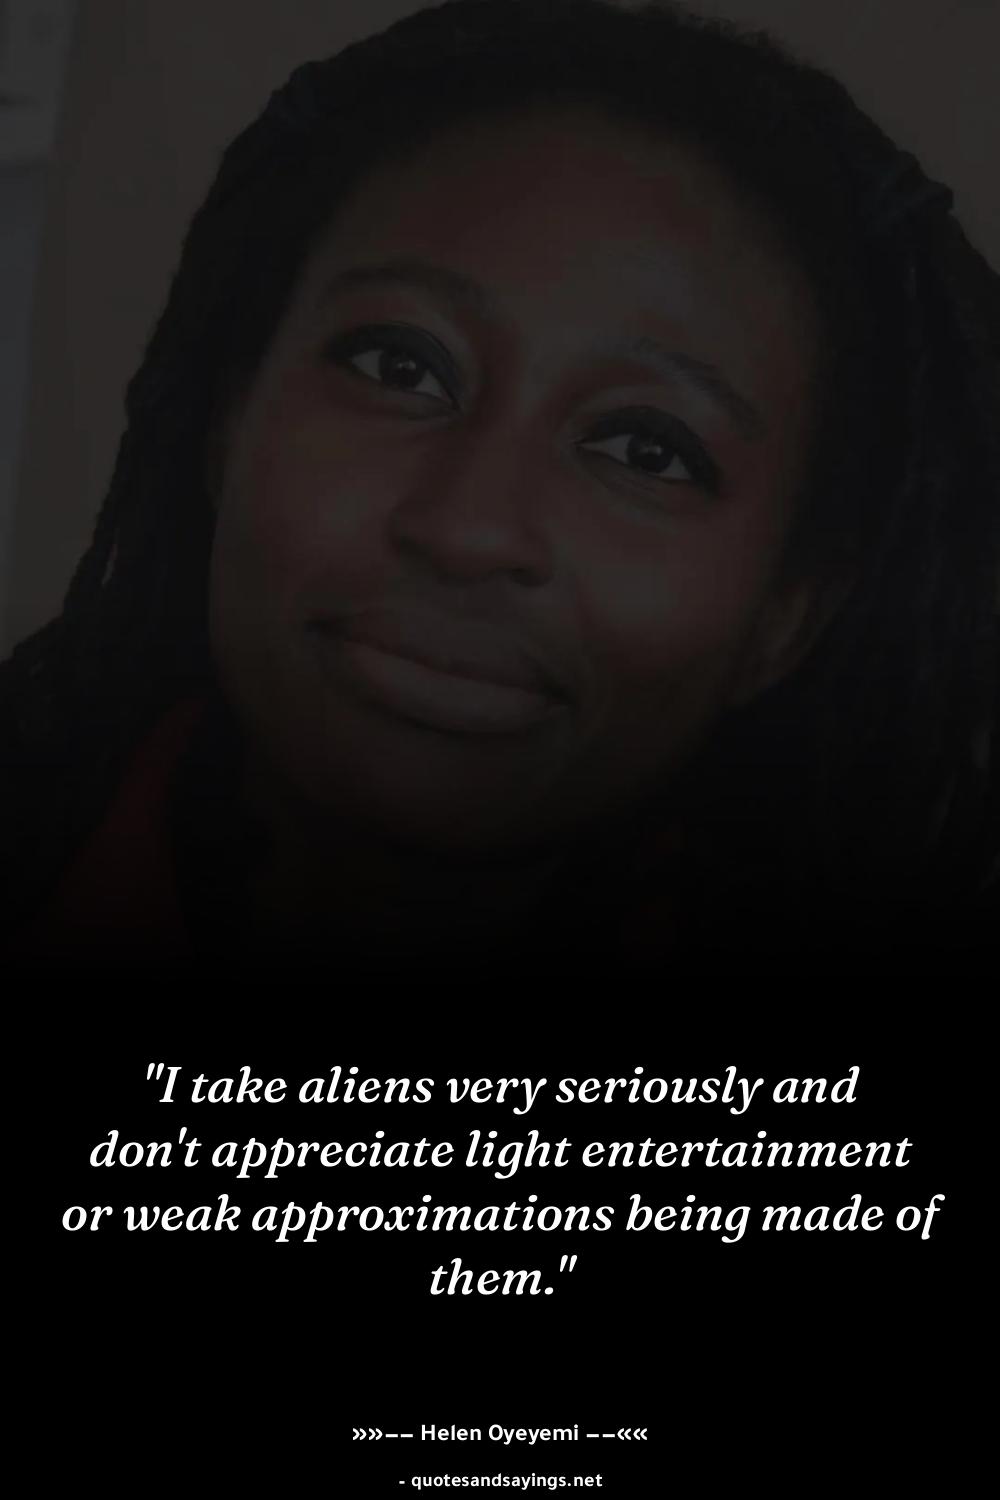 "I take aliens very seriously and
don't appreciate light entertainment
or weak approximations being made of
them."
»»−− Helen Oyeyemi −−««
- quotesandsayings.net